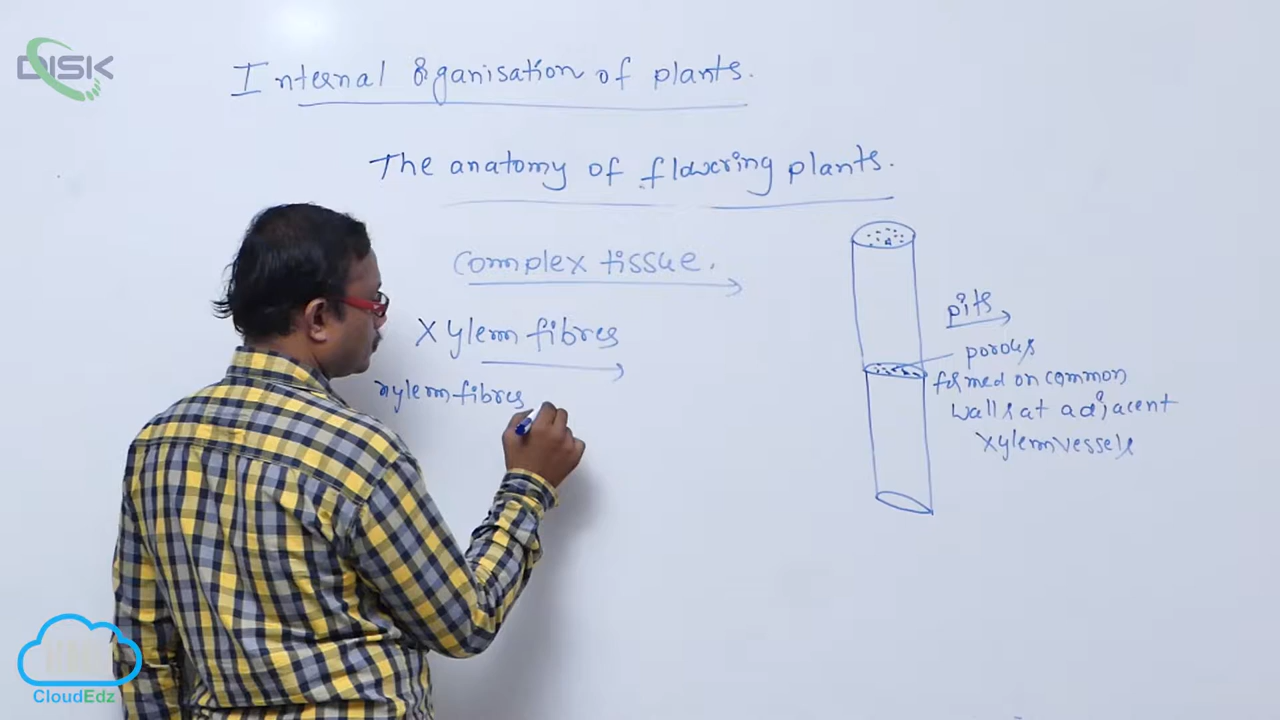 DISK
Internal organisation of plants.
The anatomy of flowering plants.
complex tissue.
Xylem fibres
xylem fibres
pits
porous
formed on common
walls at adjacent
Xylem vessels
CloudEdz